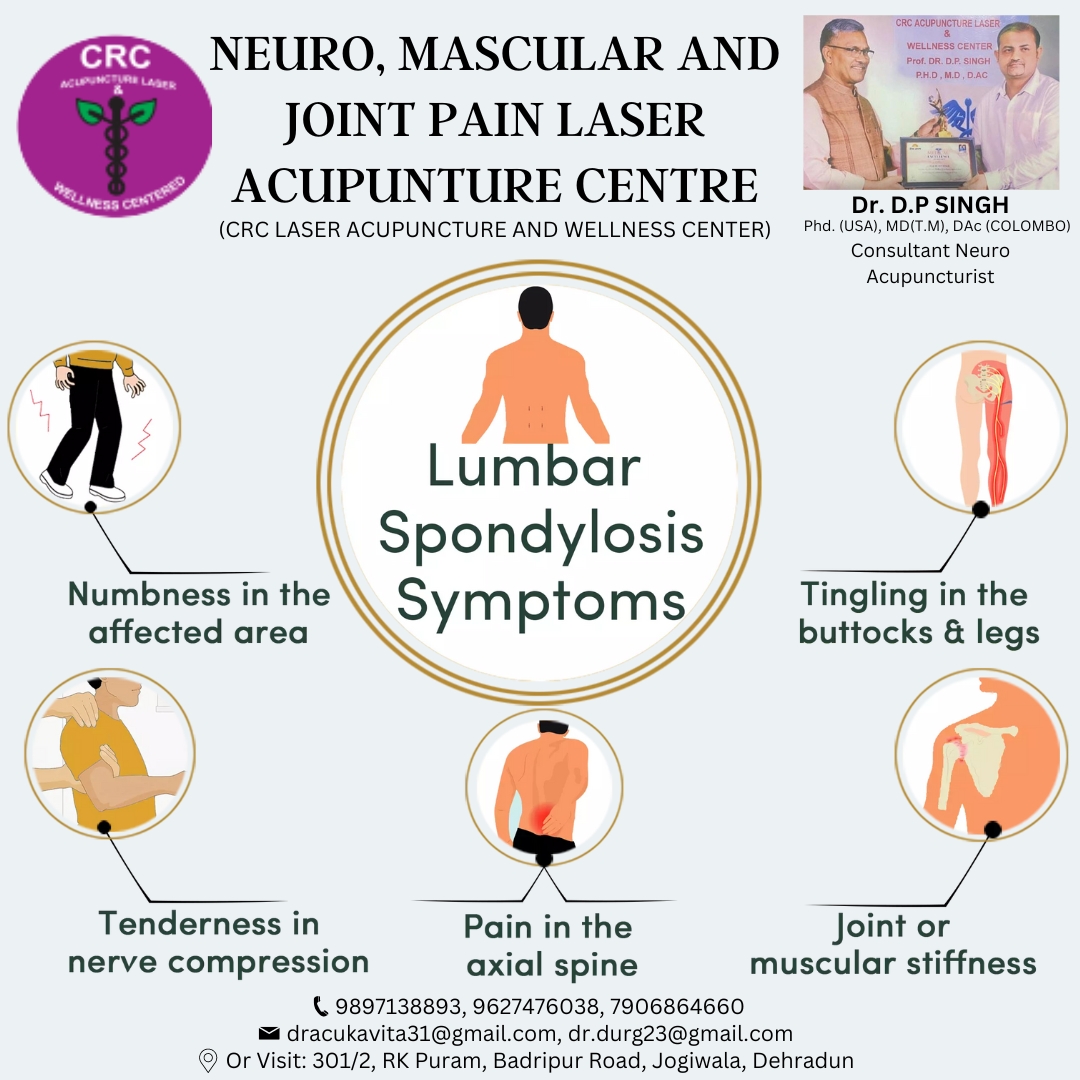 CRC
ACUPUNCTURE LASER
&
WELLNESS CENTERED
NEURO, MASCULAR AND
JOINT PAIN LASER
ACUPUNTURE CENTRE
(CRC LASER ACUPUNCTURE AND WELLNESS CENTER)
CRC ACUPUNCTURE LASER
&
WELLNESS CENTER
Prof. DR. D.P. SINGH
P.H.D , M.D , D.AC
Dr. D.P SINGH
Phd. (USA), MD(T.M), DAc (COLOMBO)
Consultant Neuro
Acupuncturist
Lumbar
Spondylosis
Symptoms
Numbness in the
affected area
Tingling in the
buttocks & legs
Tenderness in
nerve compression
Pain in the
axial spine
Joint or
muscular stiffness
9897138893, 9627476038, 7906864660
dracukavita31@gmail.com, dr.durg23@gmail.com
Or Visit: 301/2, RK Puram, Badripur Road, Jogiwala, Dehradun